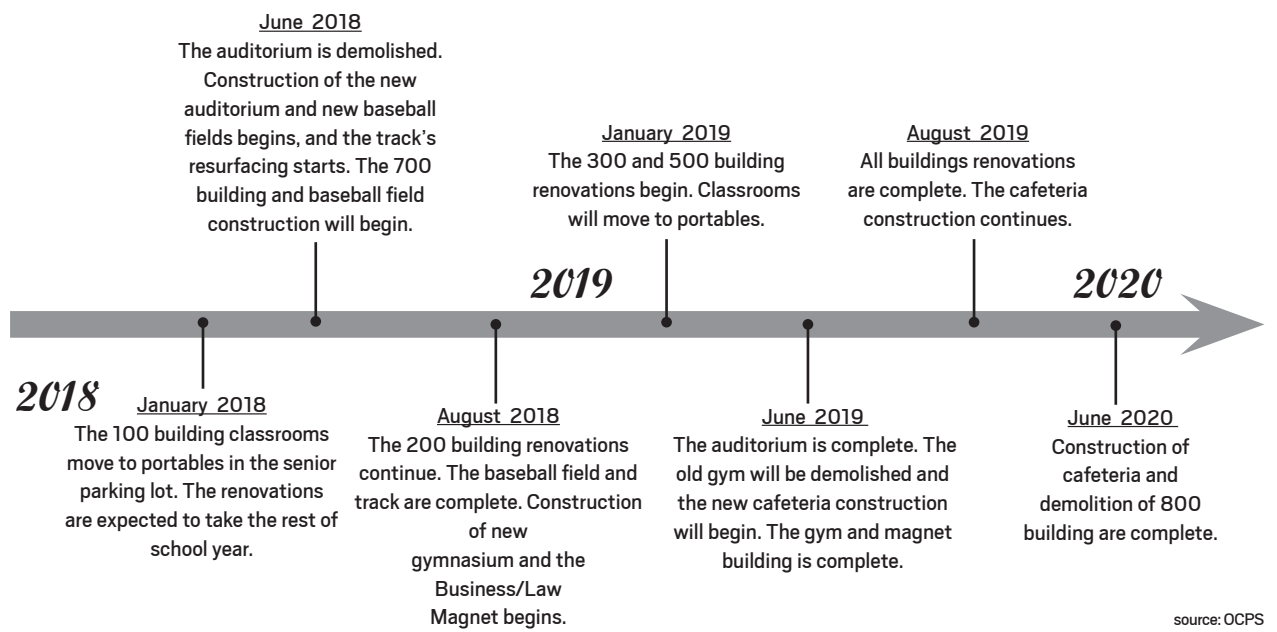 June 2018
The auditorium is demolished.
Construction of the new
auditorium and new baseball
fields begins, and the track's
resurfacing starts. The 700
building and baseball field
construction will begin.
January 2019
The 300 and 500 building
renovations begin. Classrooms
will move to portables.
August 2019
All buildings renovations
are complete. The cafeteria
construction continues.
2019
2020
2018
January 2018
The 100 building classrooms
move to portables in the senior
parking lot. The renovations
are expected to take the rest of
school year.
August 2018
The 200 building renovations
continue. The baseball field and
track are complete. Construction
of new
gymnasium and the
Business/Law
Magnet begins.
June 2019
The auditorium is complete. The
old gym will be demolished and
the new cafeteria construction
will begin. The gym and magnet
building is complete.
June 2020
Construction of
cafeteria and
demolition of 800
building are complete.
source: OCPS